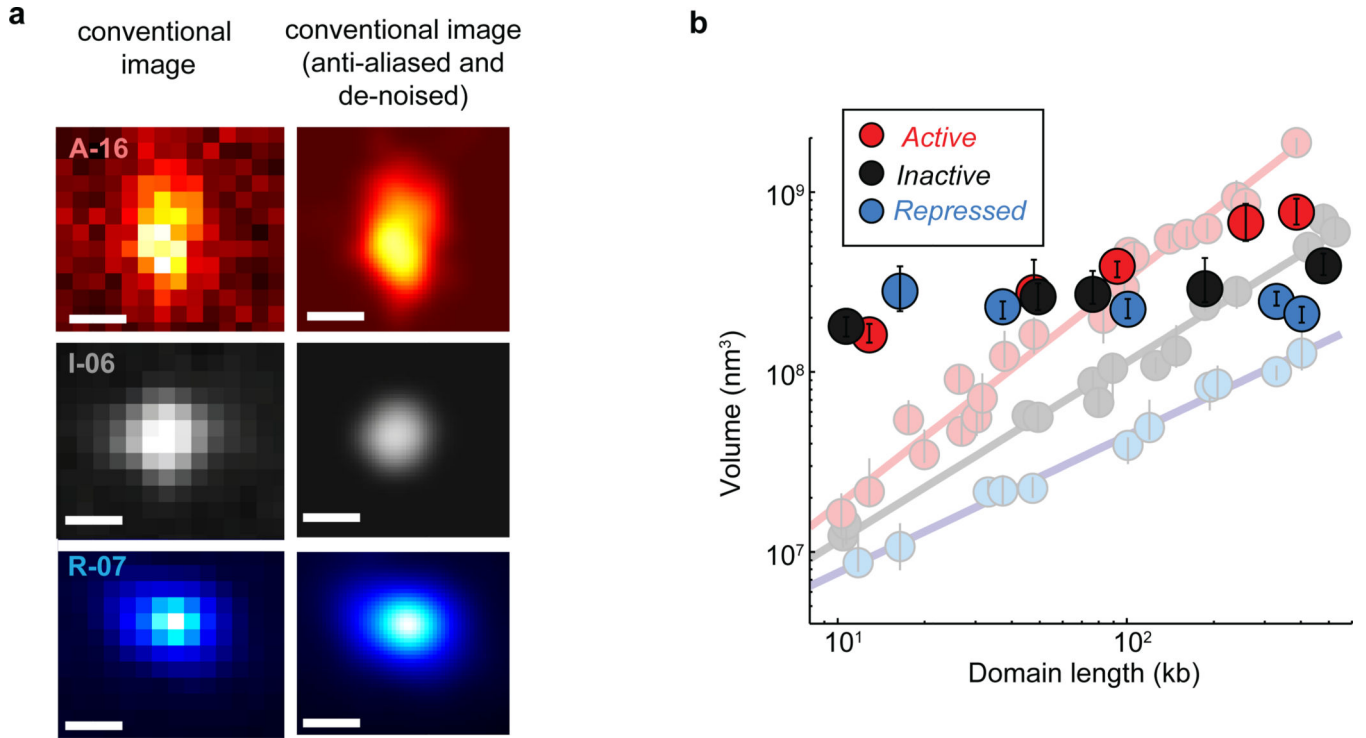 a
conventional
image
conventional image
(anti-aliased and
de-noised)
A-16
I-06
R-07
b
Active
Inactive
Repressed
10⁹
10⁸
10⁷
Volume (nm³)
10¹
10²
Domain length (kb)